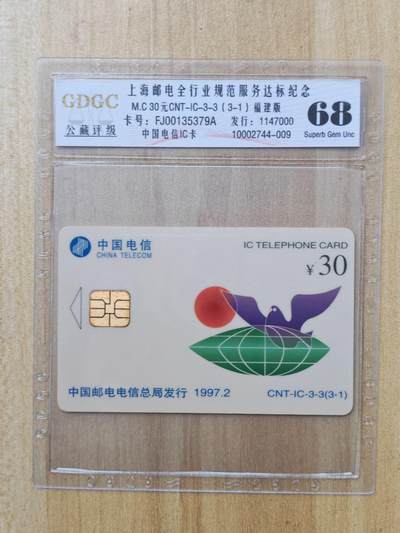 GDGC
公藏评级
上海邮电全行业规范服务达标纪念
M.C 30元CNT-IC-3-3(3-1)福建版
卡号：FJ00135379A 发行：1147000
中国电信IC卡 10002744-009
68
Superb Gem Unc
中国电信
CHINA TELECOM
IC TELEPHONE CARD
¥30
中国邮电电信总局发行 1997.2
CNT-IC-3-3(3-1)